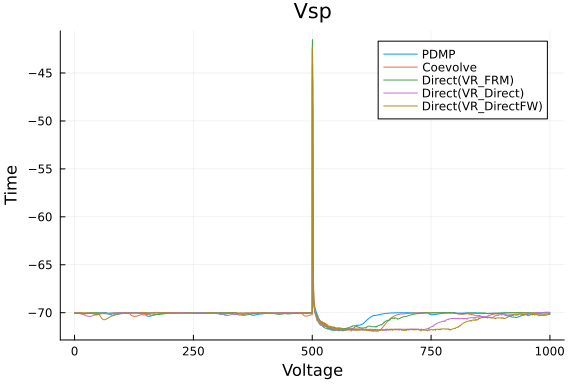 Vsp
PDMP
Coevolve
Direct(VR_FRM)
Direct(VR_Direct)
Direct(VR_DirectFW)
Time
−45
−50
−55
−60
−65
−70
0
250
500
750
1000
Voltage